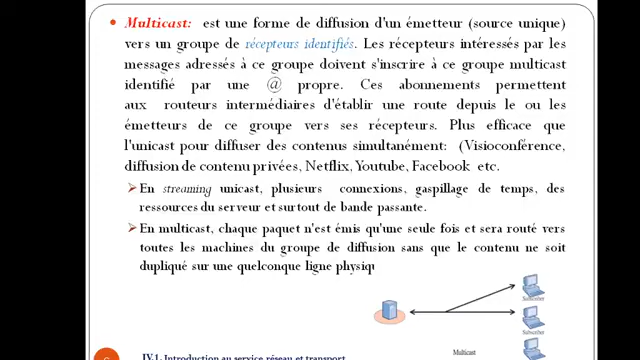 • Multicast: est une forme de diffusion d'un émetteur (source unique)
vers un groupe de récepteurs identifiés. Les récepteurs intéressés par les
messages adressés à ce groupe doivent s'inscrire à ce groupe multicast
identifié par une @ propre. Ces abonnements permettent
aux routeurs intermédiaires d'établir une route depuis le ou les
émetteurs de ce groupe vers ses récepteurs. Plus efficace que
l'unicast pour diffuser des contenus simultanément: (Visioconférence,
diffusion de contenu privées, Netflix, Youtube, Facebook etc.
➢ En streaming unicast, plusieurs connexions, gaspillage de temps, des
ressources du serveur et surtout de bande passante.
➢ En multicast, chaque paquet n'est émis qu'une seule fois et sera routé vers
toutes les machines du groupe de diffusion sans que le contenu ne soit
dupliqué sur une quelconque ligne physiq
Subscriber
Subscriber
Multicast
IV.1. Introduction au service réseau et transport